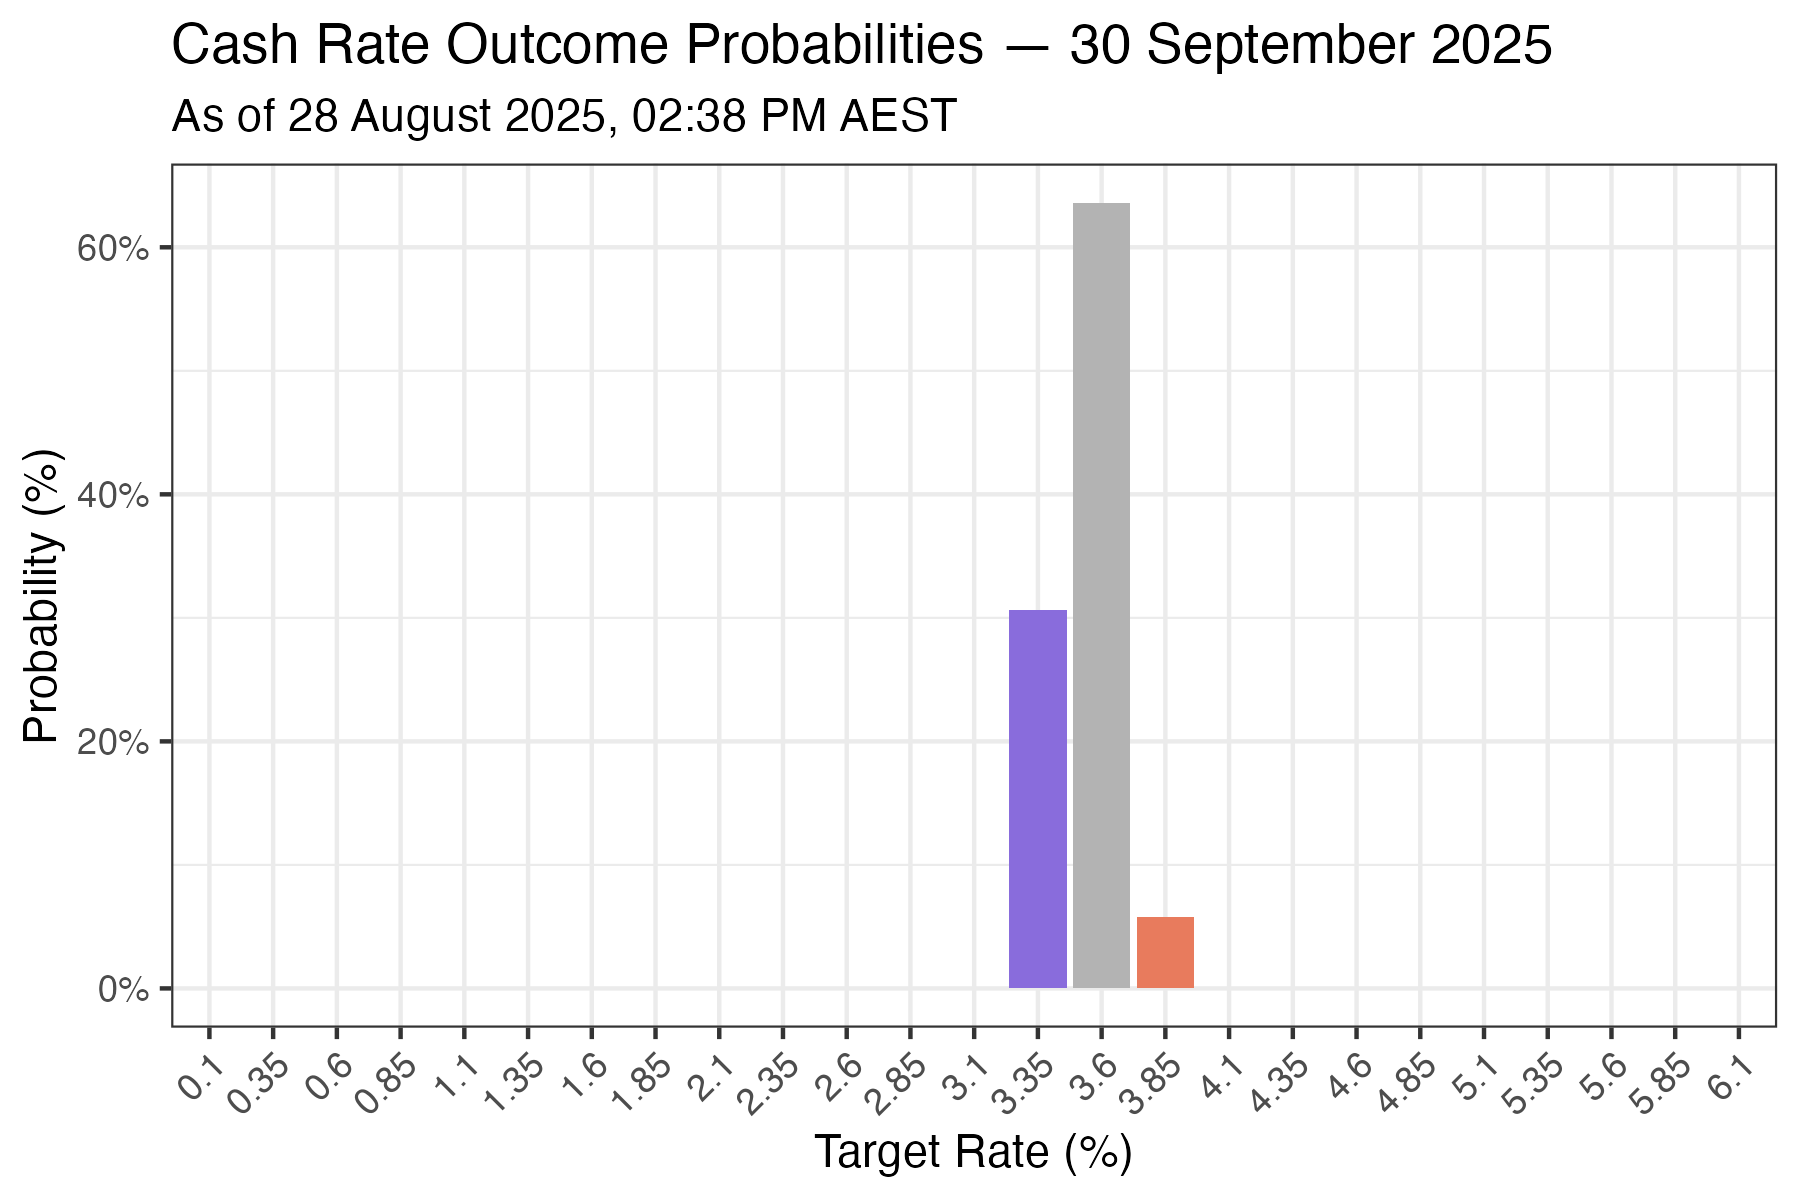 Cash Rate Outcome Probabilities — 30 September 2025
As of 28 August 2025, 02:38 PM AEST
Probability (%)
60%
40%
20%
0%
0.1 0.35 0.6 0.85 1.1 1.35 1.6 1.85 2.1 2.35 2.6 2.85 3.1 3.35 3.6 3.85 4.1 4.35 4.6 4.85 5.1 5.35 5.6 5.85 6.1
Target Rate (%)